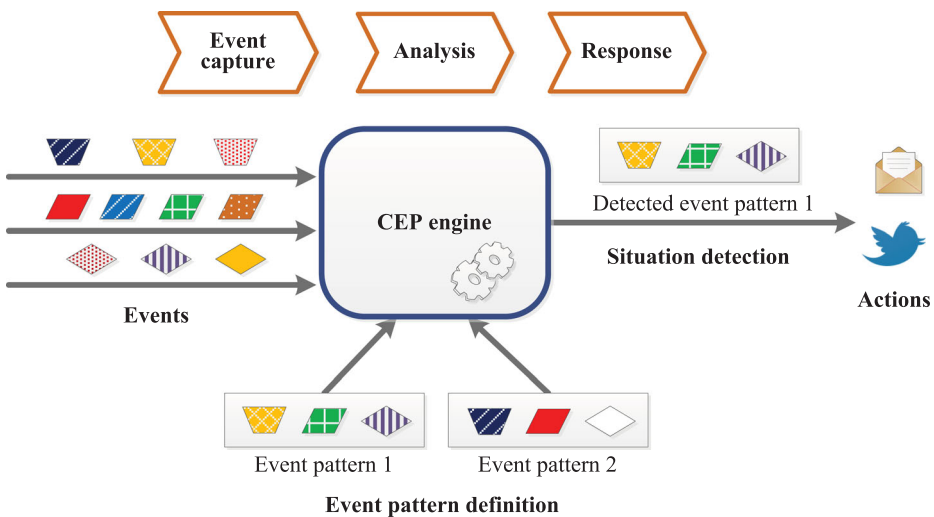 Event
capture
Analysis
Response
CEP engine
Detected event pattern 1
Situation detection
Events
Actions
Event pattern 1
Event pattern 2
Event pattern definition